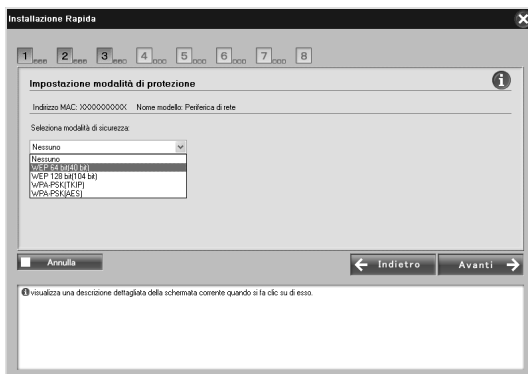 Installazione Rapida
1 2 3 4 5 6 7 8
Impostazione modalità di protezione
Indirizzo MAC: XXXXXXXXXX Nome modello: Periferica di rete
Seleziona modalità di sicurezza:
Nessuno
Nessuno
WEP 64 bit(40 bit)
WEP 128 bit(104 bit)
WPA-PSK(TKIP)
WPA-PSK(AES)
Annulla
Indietro
Avanti
visualizza una descrizione dettagliata della schermata corrente quando si fa clic su di esso.